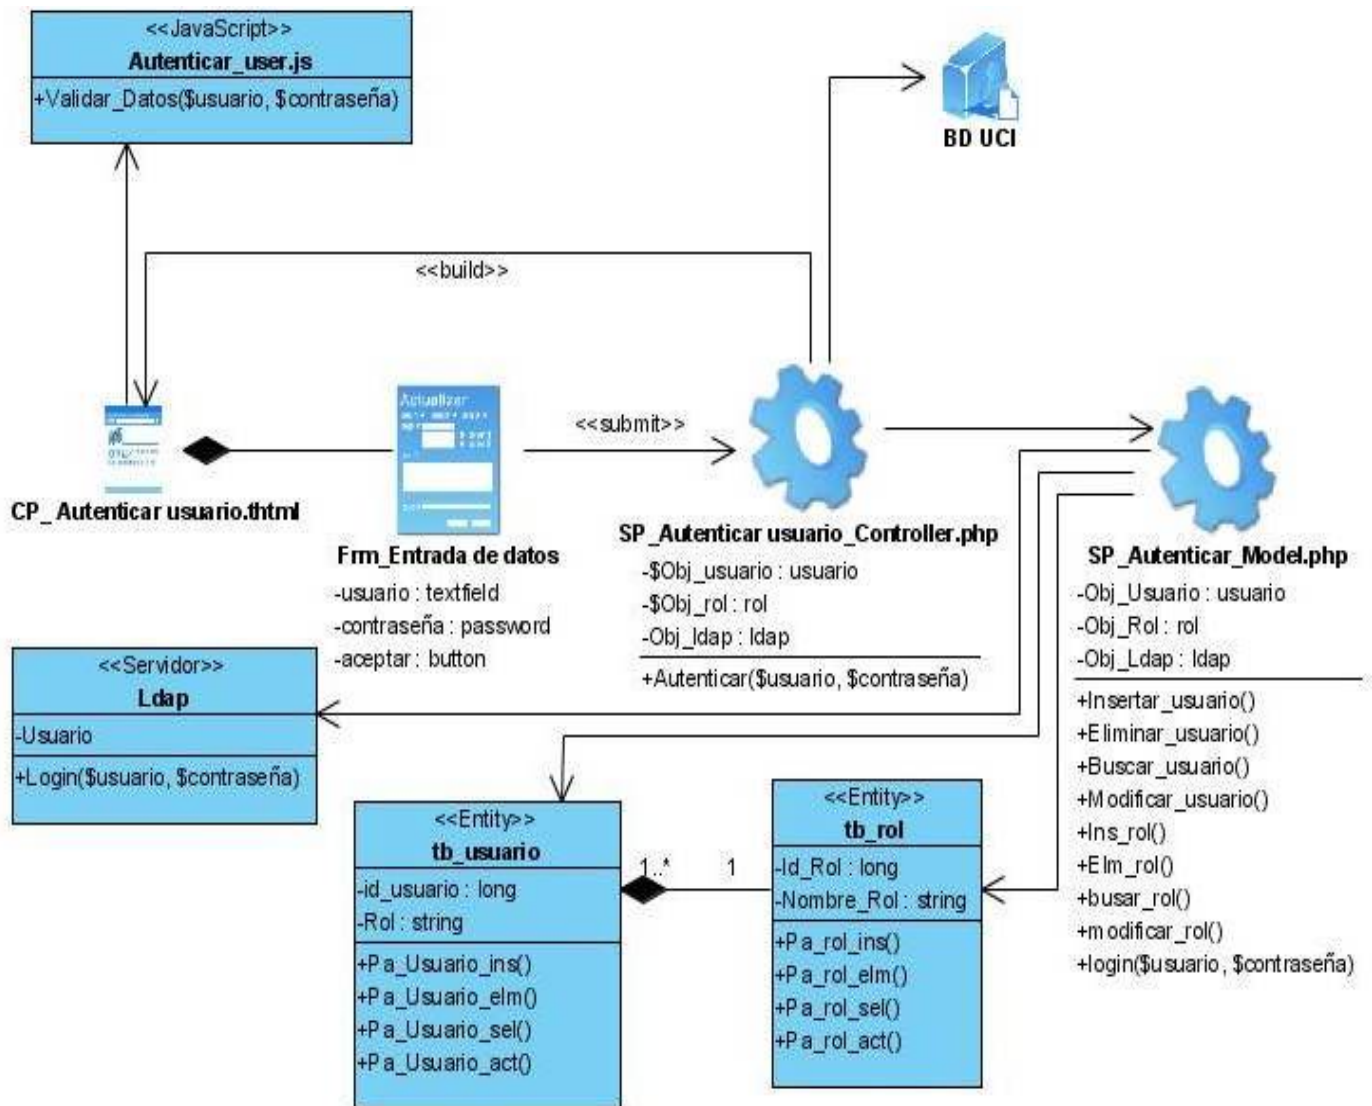 <<JavaScript>>
Autenticar_user.js
+Validar_Datos($usuario, $contraseña)
BD UCI
<<build>>
Actualizer
<<submit>>
CP_ Autenticar usuario.thtml
Frm_Entrada de datos
-usuario : textfield
-contraseña : password
-aceptar : button
SP_Autenticar usuario_Controller.php
-$Obj_usuario : usuario
-$Obj_rol : rol
-Obj_ldap : ldap
+Autenticar($usuario, $contraseña)
SP_Autenticar_Model.php
-Obj_Usuario : usuario
-Obj_Rol : rol
-Obj_Ldap : ldap
+Insertar_usuario()
+Eliminar_usuario()
+Buscar_usuario()
+Modificar_usuario()
+Ins_rol()
+Elm_rol()
+busar_rol()
+modificar_rol()
+login($usuario, $contraseña)
<<Servidor>>
Ldap
-Usuario
+Login($usuario, $contraseña)
<<Entity>>
tb_usuario
-id_usuario : long
-Rol : string
+Pa_Usuario_ins()
+Pa_Usuario_elm()
+Pa_Usuario_sel()
+Pa_Usuario_act()
1..*
1
<<Entity>>
tb_rol
-Id_Rol : long
-Nombre_Rol : string
+Pa_rol_ins()
+Pa_rol_elm()
+Pa_rol_sel()
+Pa_rol_act()